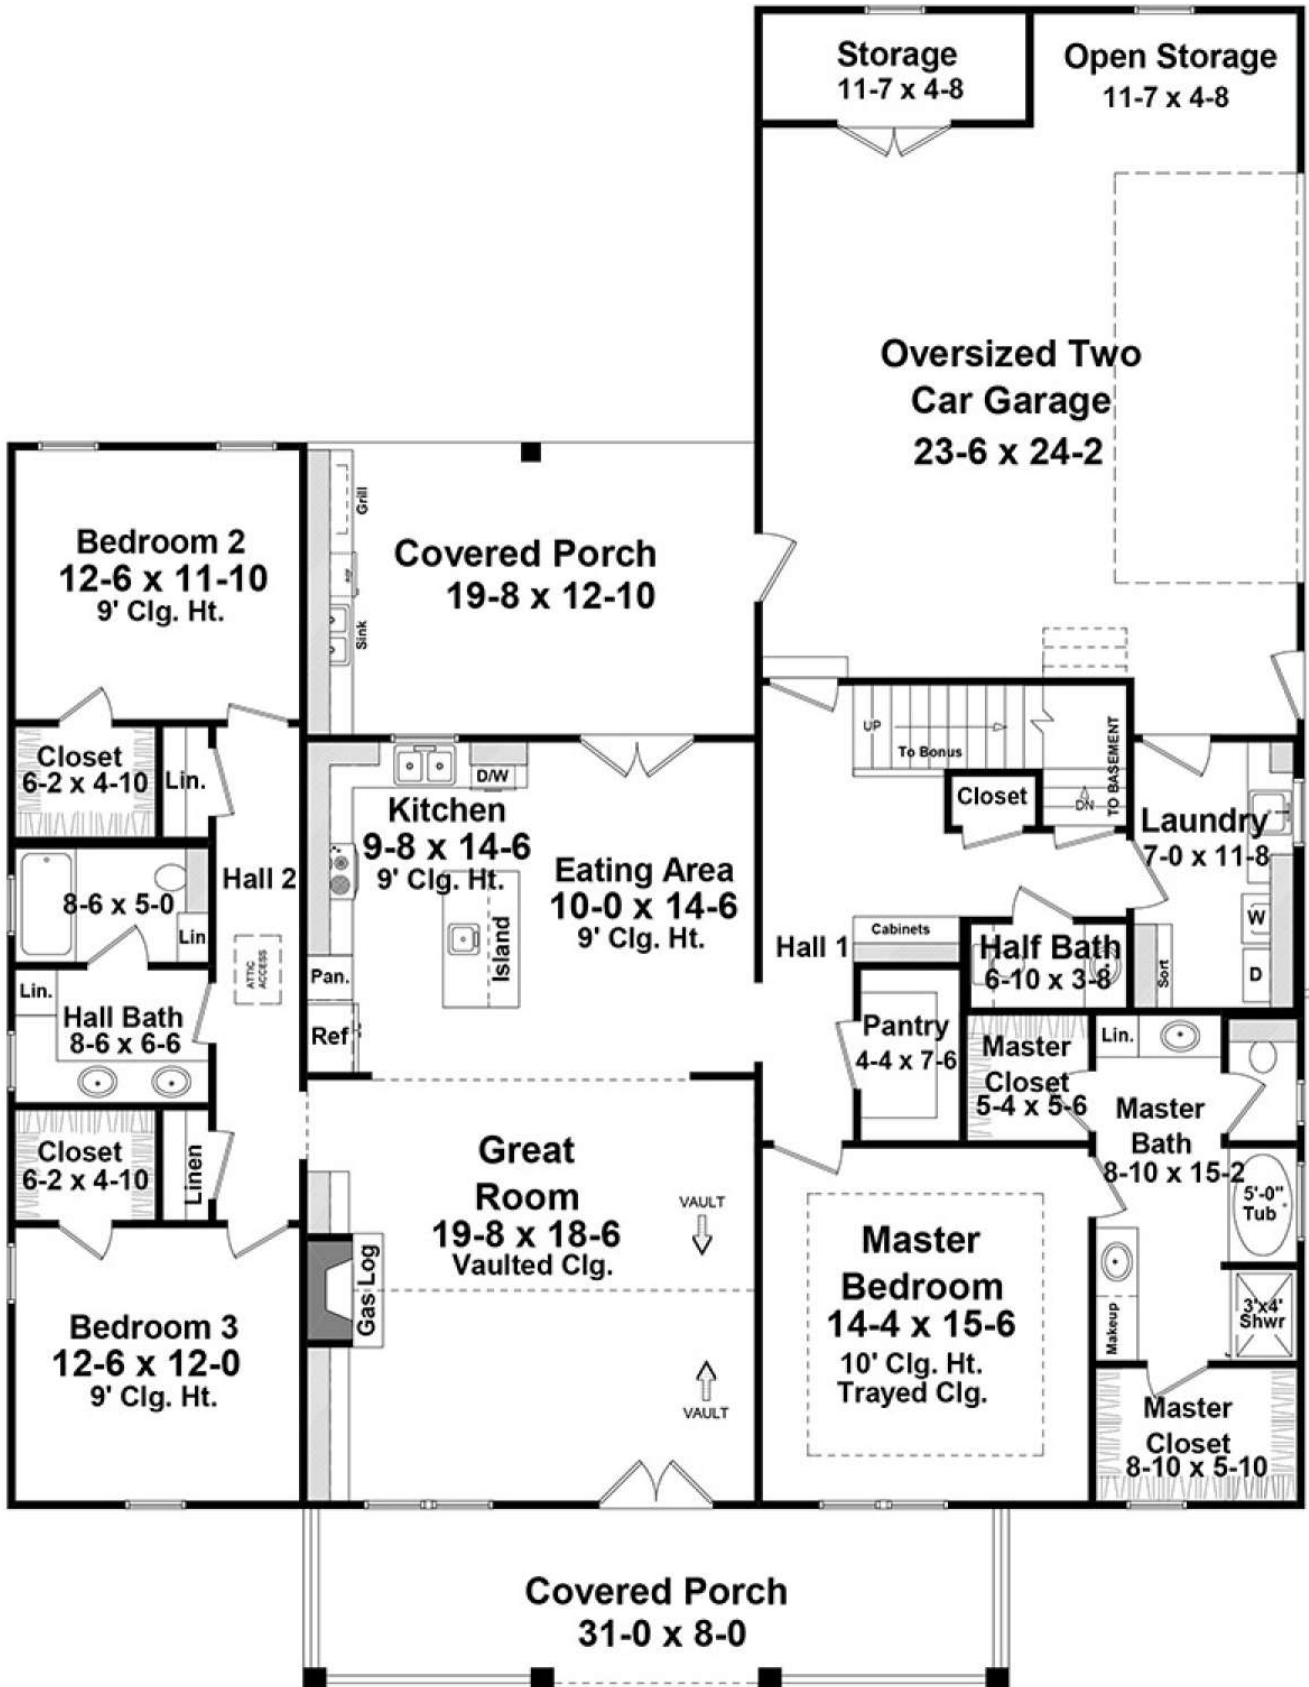 Storage
11-7 x 4-8
Open Storage
11-7 x 4-8
Oversized Two
Car Garage
23-6 x 24-2
Bedroom 2
12-6 x 11-10
9' Clg. Ht.
Grill
Sink
Covered Porch
19-8 x 12-10
UP
To Bonus
TO BASEMENT
DN
Closet
Closet
6-2 x 4-10
Lin.
D/W
Kitchen
9-8 x 14-6
9' Clg. Ht.
Island
Eating Area
10-0 x 14-6
9' Clg. Ht.
Laundry
7-0 x 11-8
W
D
Sort
8-6 x 5-0
Lin
Hall 2
ATTIC
ACCESS
Pan.
Ref
Hall 1
Cabinets
Half Bath
6-10 x 3-8
Lin.
Hall Bath
8-6 x 6-6
Pantry
4-4 x 7-6
Master
Closet
5-4 x 5-6
Lin.
Master
Bath
8-10 x 15-2
5'-0"
Tub
Closet
6-2 x 4-10
Linen
Great
Room
19-8 x 18-6
Vaulted Clg.
VAULT
VAULT
Gas Log
Master
Bedroom
14-4 x 15-6
10' Clg. Ht.
Trayed Clg.
Makeup
3'x4'
Shwr
Bedroom 3
12-6 x 12-0
9' Clg. Ht.
Master
Closet
8-10 x 5-10
Covered Porch
31-0 x 8-0